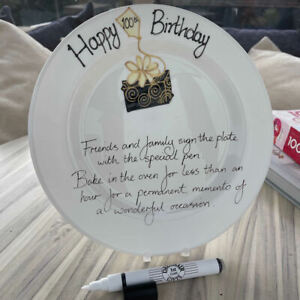 Happy 100th Birthday
Friends and family sign the plate
with the special pen
Bake in the oven for less than an
hour for a permanent memento of
a wonderful occasion
100